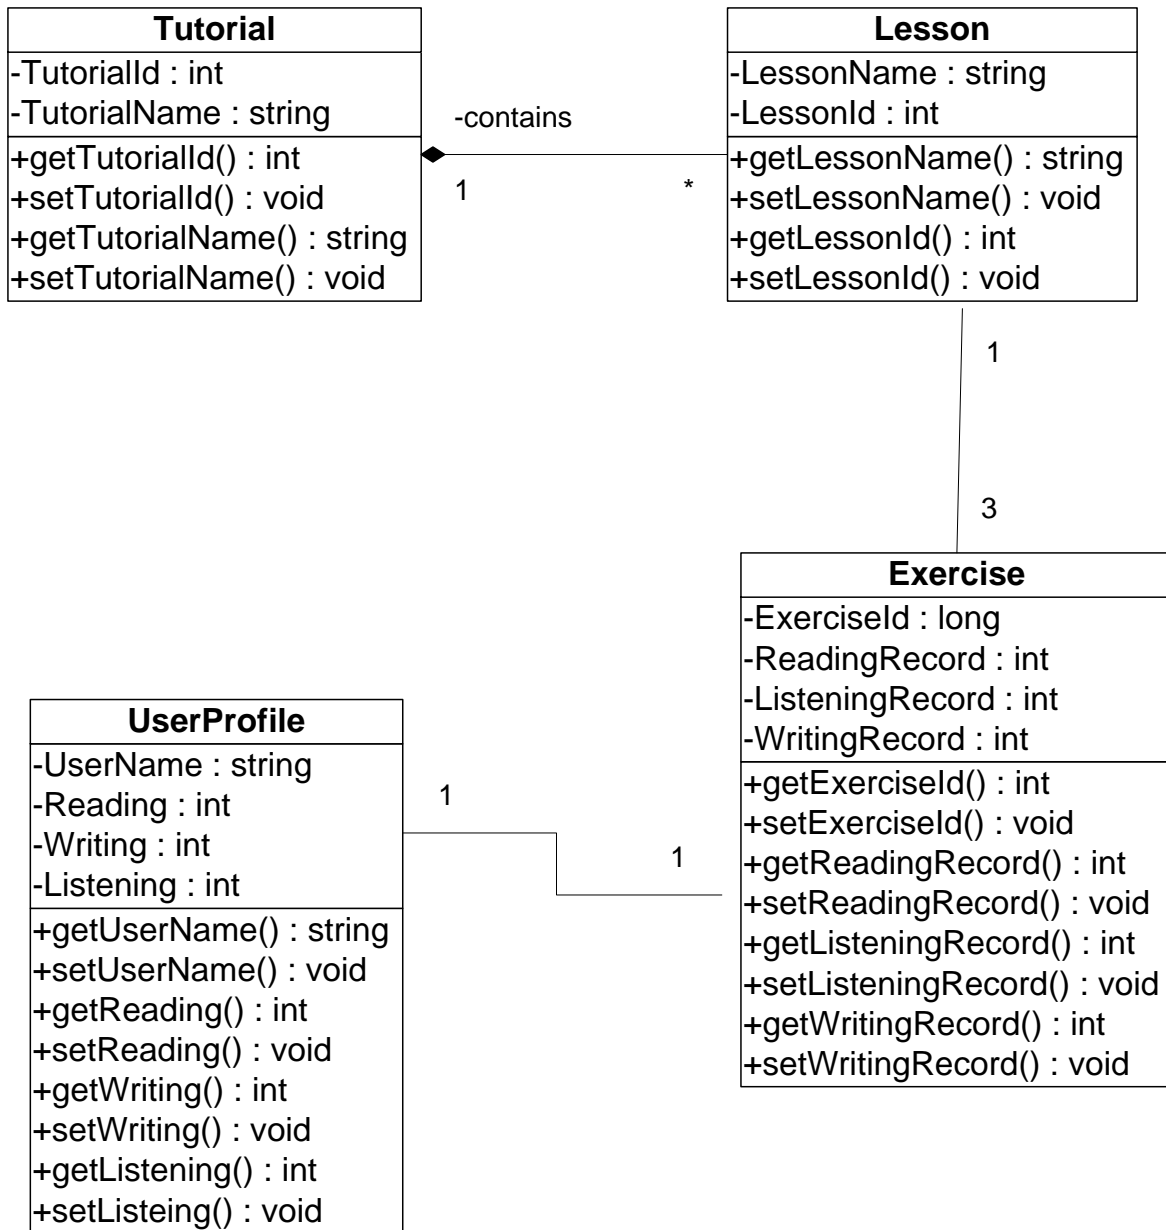 Tutorial
-TutorialId : int
-TutorialName : string
+getTutorialId() : int
+setTutorialId() : void
+getTutorialName() : string
+setTutorialName() : void
-contains
1
*
Lesson
-LessonName : string
-LessonId : int
+getLessonName() : string
+setLessonName() : void
+getLessonId() : int
+setLessonId() : void
1
3
Exercise
-ExerciseId : long
-ReadingRecord : int
-ListeningRecord : int
-WritingRecord : int
+getExerciseId() : int
+setExerciseId() : void
+getReadingRecord() : int
+setReadingRecord() : void
+getListeningRecord() : int
+setListeningRecord() : void
+getWritingRecord() : int
+setWritingRecord() : void
UserProfile
-UserName : string
-Reading : int
-Writing : int
-Listening : int
+getUserName() : string
+setUserName() : void
+getReading() : int
+setReading() : void
+getWriting() : int
+setWriting() : void
+getListening() : int
+setListeing() : void
1
1